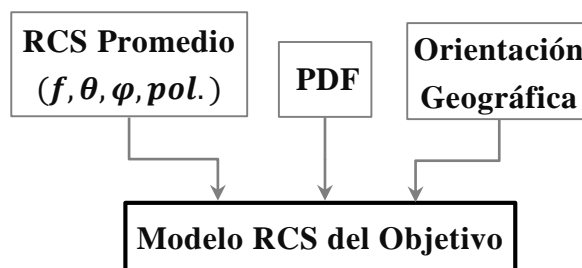 RCS Promedio
(f, θ, φ, pol.)
PDF
Orientación
Geográfica
Modelo RCS del Objetivo